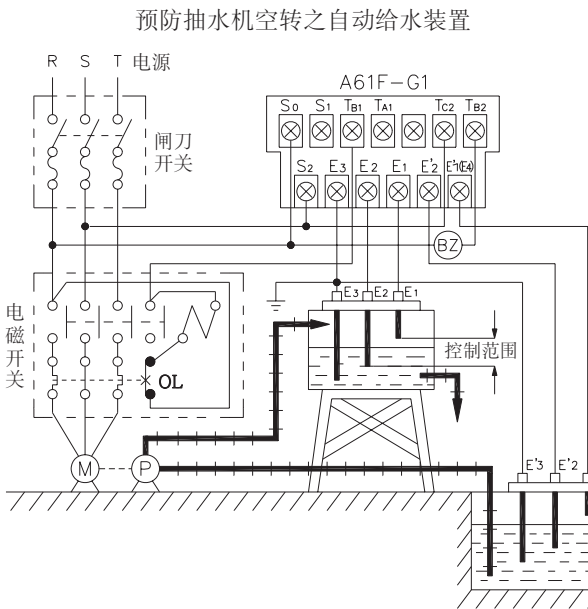 预防抽水机空转之自动给水装置
R S T 电源
A61F-G1
S0 S1 TB1 TA1 TC2 TB2
闸刀
开关
S2 E3 E2 E1 E'2 E'1(E4)
BZ
E3 E2 E1
电磁开关
控制范围
OL
M P
E'3 E'2